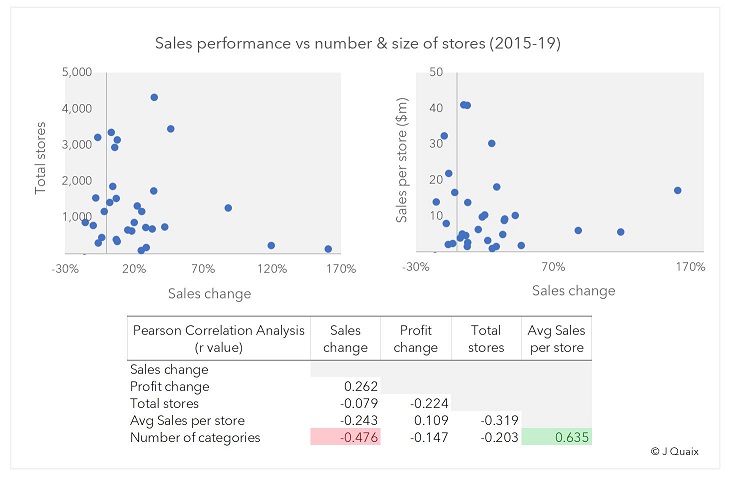 Sales performance vs number & size of stores (2015-19)
5,000
4,000
3,000
2,000
1,000
Total stores
-30% 20% 70% 120% 170%
Sales change
50
40
30
20
10
Sales per store ($m)
-30% 70% 170%
Sales change
Pearson Correlation Analysis (r value) Sales change Profit change Total stores Avg Sales per store
Sales change
Profit change 0.262
Total stores -0.079 -0.224
Avg Sales per store -0.243 0.109 -0.319
Number of categories -0.476 -0.147 -0.203 0.635
© J Quaix